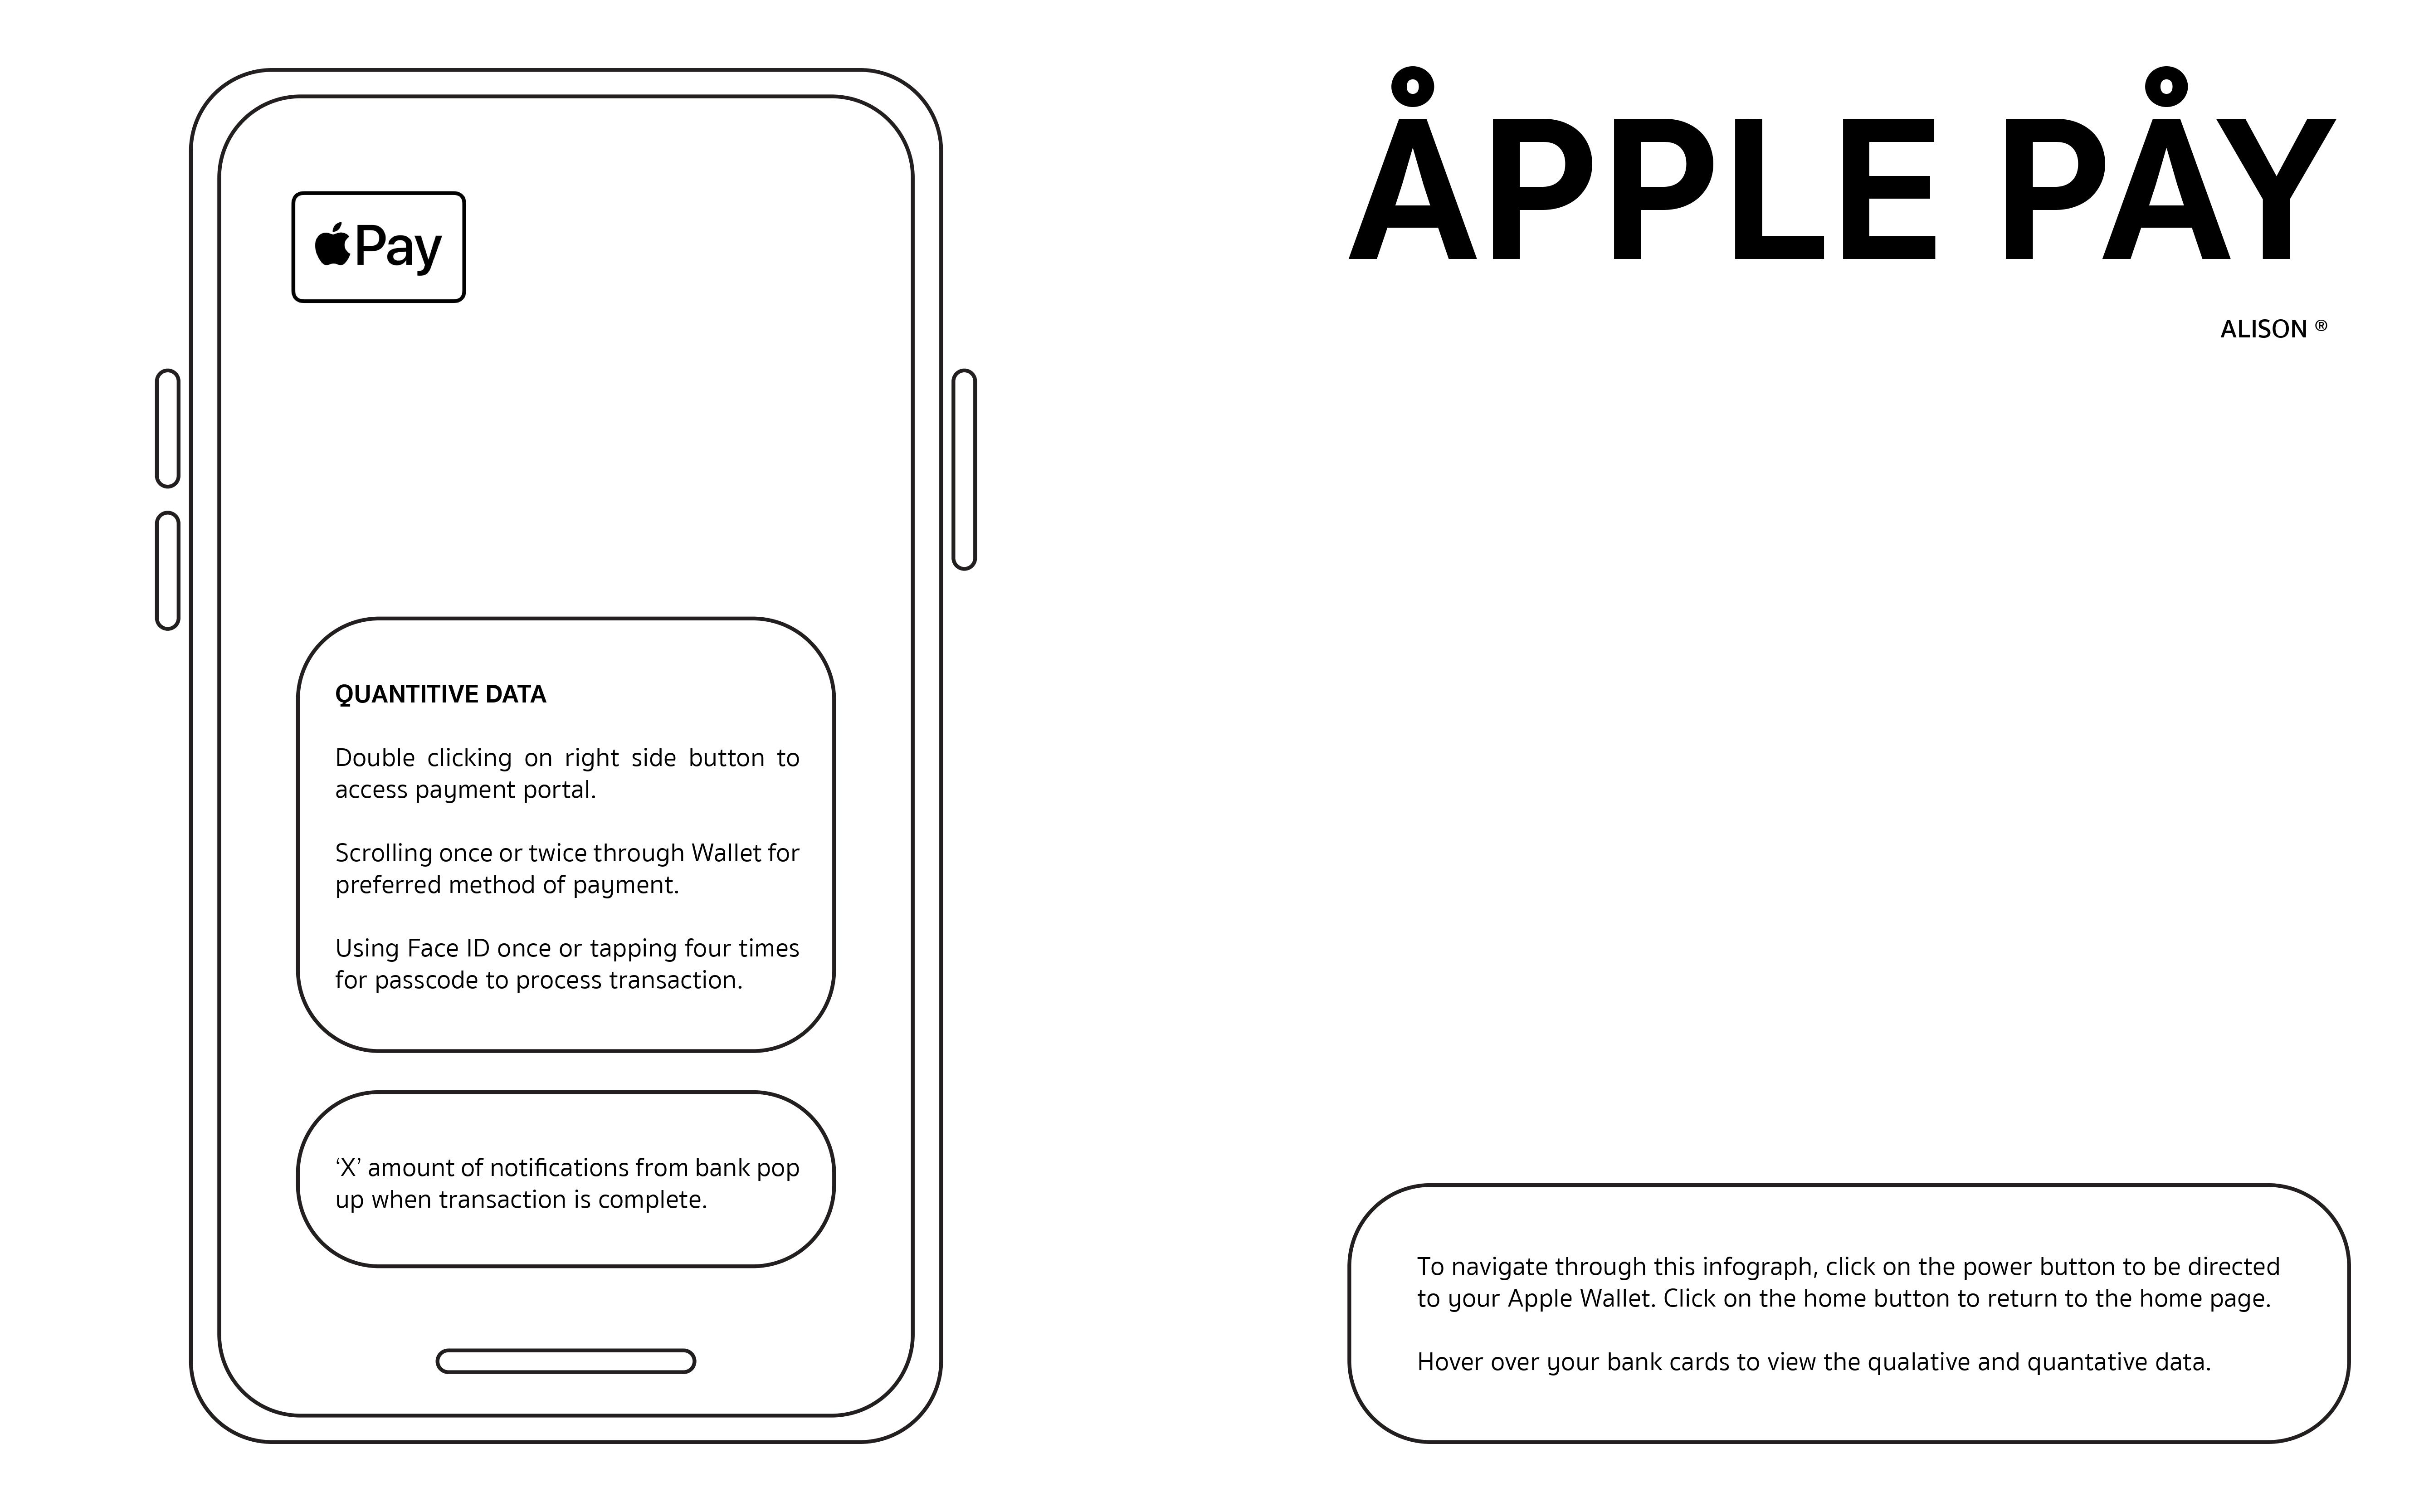 Pay
QUANTITIVE DATA
Double clicking on right side button to
access payment portal.
Scrolling once or twice through Wallet for
preferred method of payment.
Using Face ID once or tapping four times
for passcode to process transaction.
‘X’ amount of notifications from bank pop
up when transaction is complete.
ÅPPLE PÅY
ALISON ®
To navigate through this infograph, click on the power button to be directed
to your Apple Wallet. Click on the home button to return to the home page.
Hover over your bank cards to view the qualative and quantative data.